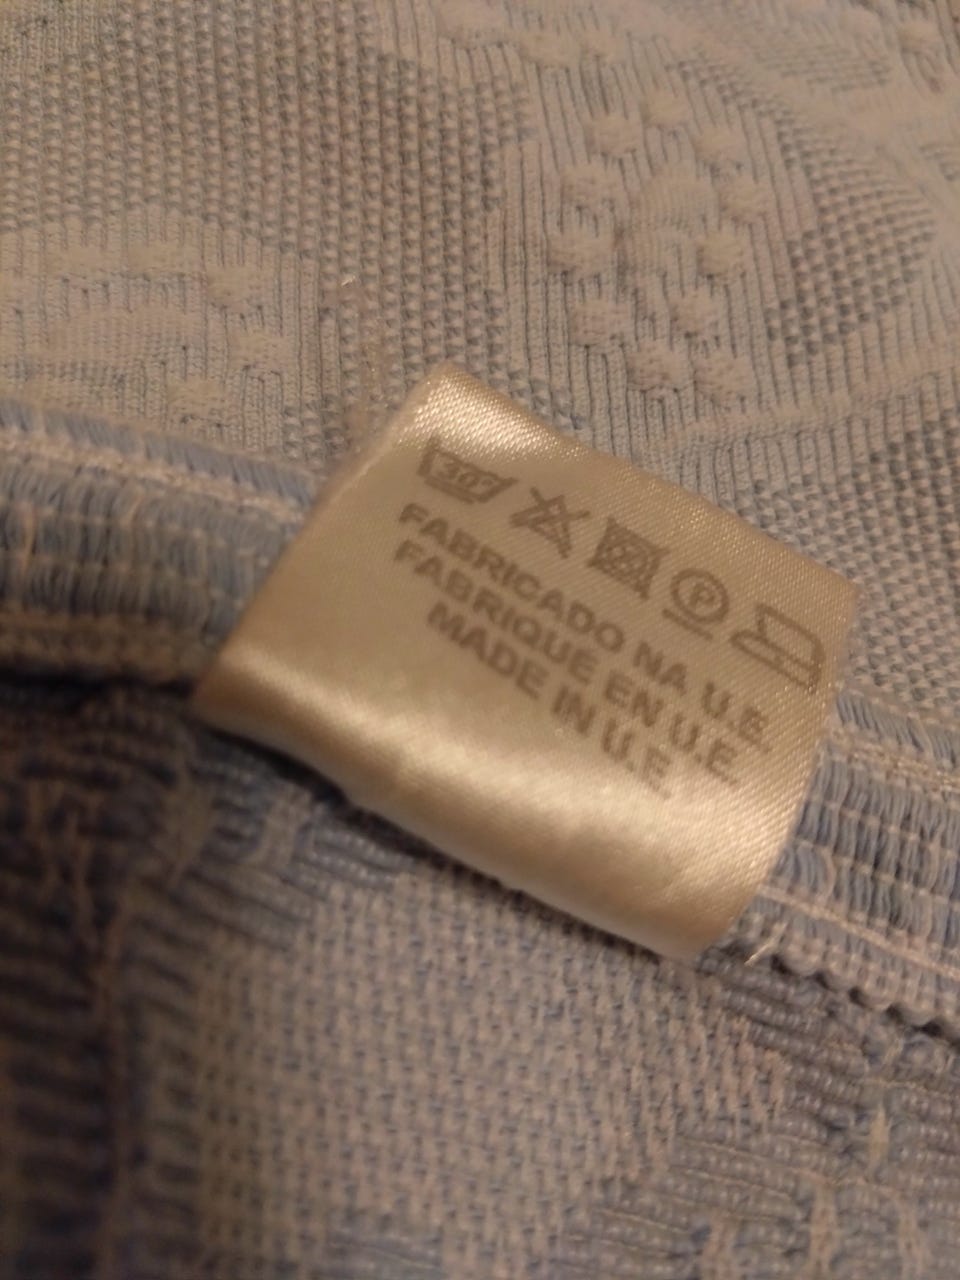 30°
P
FABRICADO NA U.E.
FABRIQUE EN U.E.
MADE IN U.E.